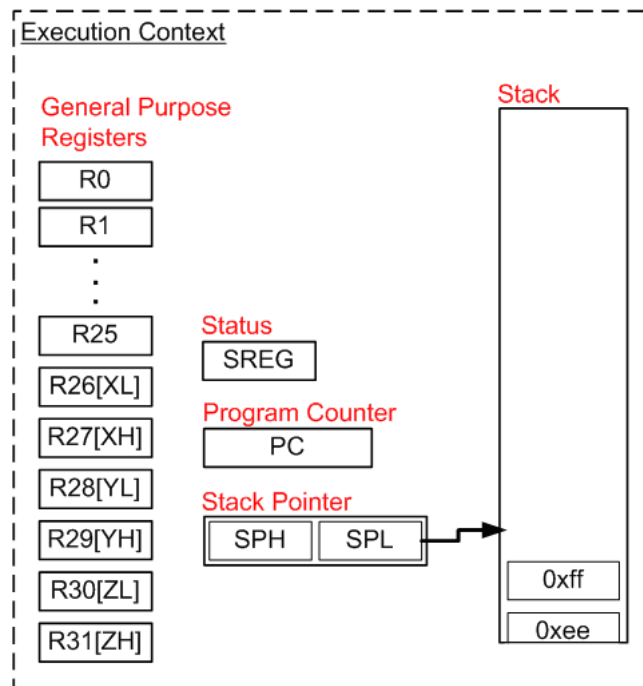 Execution Context
General Purpose
Registers
R0
R1
R25
R26[XL]
R27[XH]
R28[YL]
R29[YH]
R30[ZL]
R31[ZH]
Status
SREG
Program Counter
PC
Stack Pointer
SPH SPL
Stack
0xff
0xee